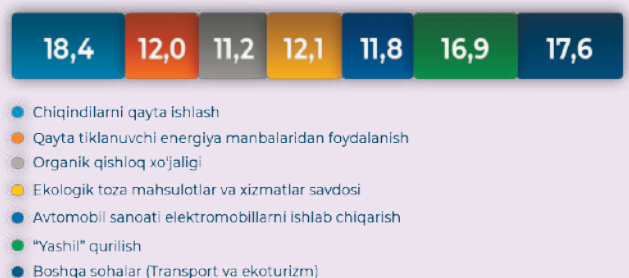 18,4 12,0 11,2 12,1 11,8 16,9 17,6
Chiqindilarni qayta ishlash
Qayta tiklanuvchi energiya manbalaridan foydalanish
Organik qishloq xo'jaligi
Ekologik toza mahsulotlar va xizmatlar savdosi
Avtomobil sanoati elektromobillarni ishlab chiqarish
"Yashil" qurilish
Boshqa sohalar (Transport va ekoturizm)